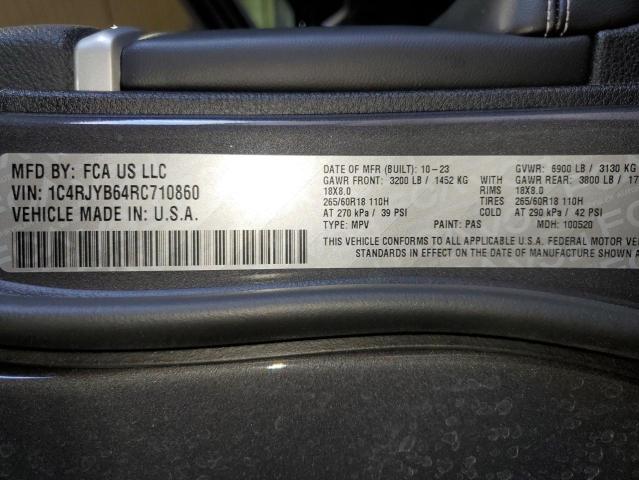 MFD BY: FCA US LLC
VIN: 1C4RJYB64RC710860
VEHICLE MADE IN: U.S.A.
DATE OF MFR (BUILT): 10-23 GVWR: 6900 LB / 3130 KG
GAWR FRONT: 3200 LB / 1452 KG WITH GAWR REAR: 3800 LB /
18X8.0 RIMS 18X8.0
265/60R18 110H TIRES 265/60R18 110H
AT 270 kPa / 39 PSI COLD AT 290 kPa / 42 PSI
TYPE: MPV PAINT: PAS MDH: 100520
THIS VEHICLE CONFORMS TO ALL APPLICABLE U.S.A. FEDERAL MOTOR
STANDARDS IN EFFECT ON THE DATE OF MANUFACTURE SHOWN